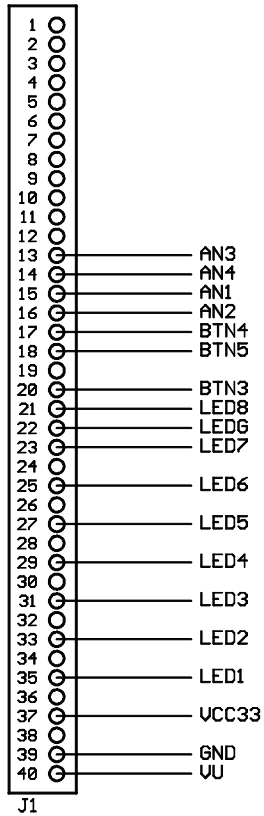 1
2
3
4
5
6
7
8
9
10
11
12
13 AN3
14 AN4
15 AN1
16 AN2
17 BTN4
18 BTN5
19
20 BTN3
21 LED8
22 LEDG
23 LED7
24
25 LED6
26
27 LED5
28
29 LED4
30
31 LED3
32
33 LED2
34
35 LED1
36
37 VCC33
38
39 GND
40 VU
J1